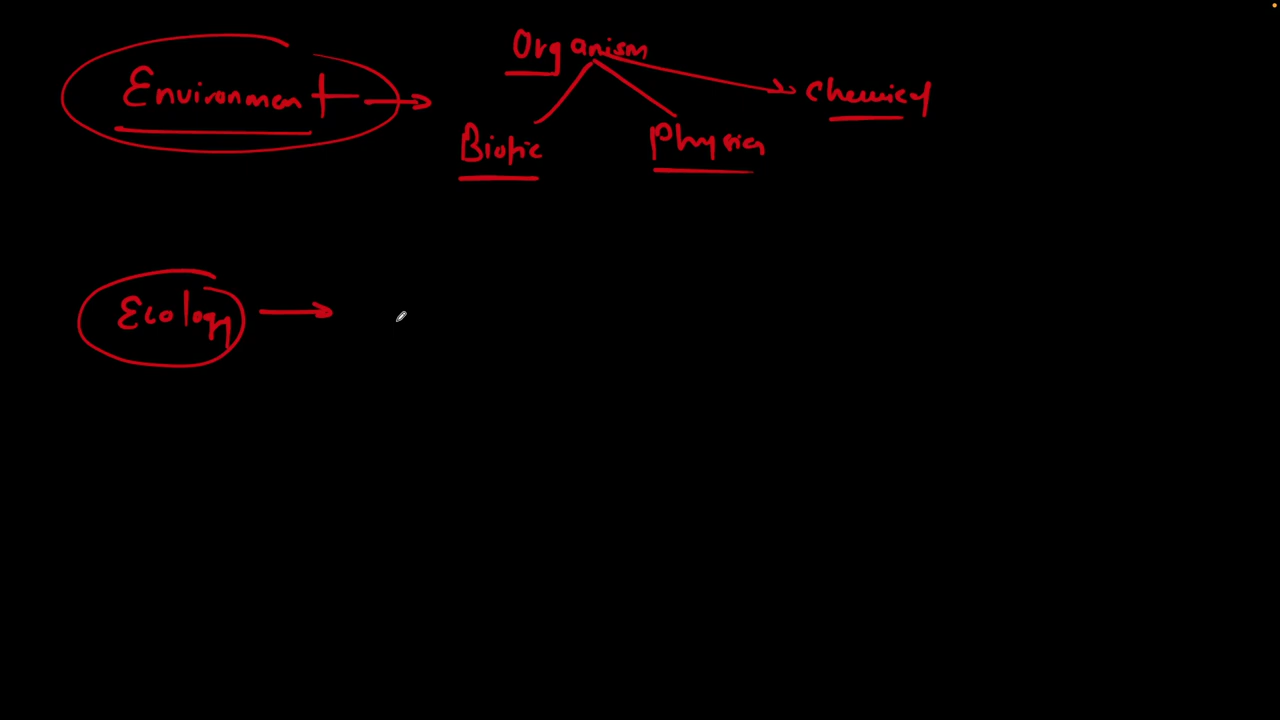 Organism
Environment
Chemical
Biotic
Physical
Ecology